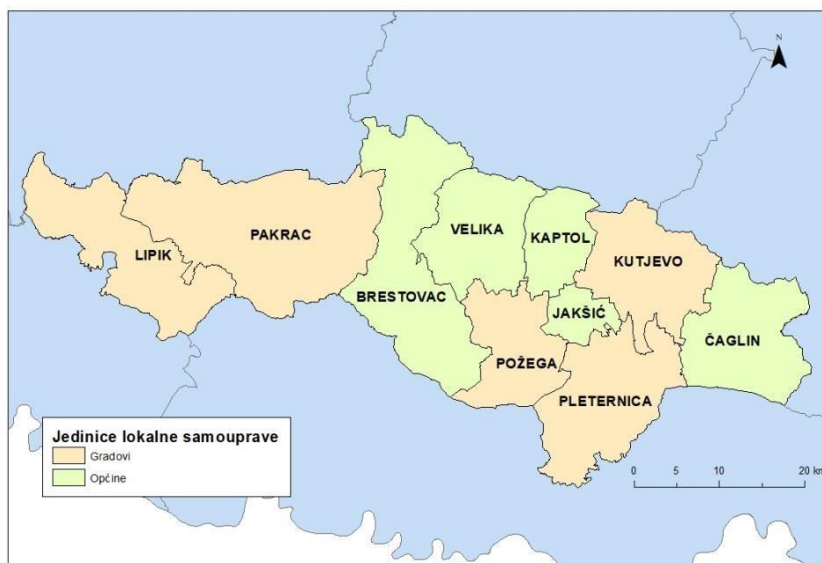 N
PAKRAC
LIPIK
VELIKA
KAPTOL
KUTJEVO
BRESTOVAC
JAKŠIĆ
ČAGLIN
POŽEGA
PLETERNICA
Jedinice lokalne samouprave
Gradovi
Općine
0 5 10 20 km